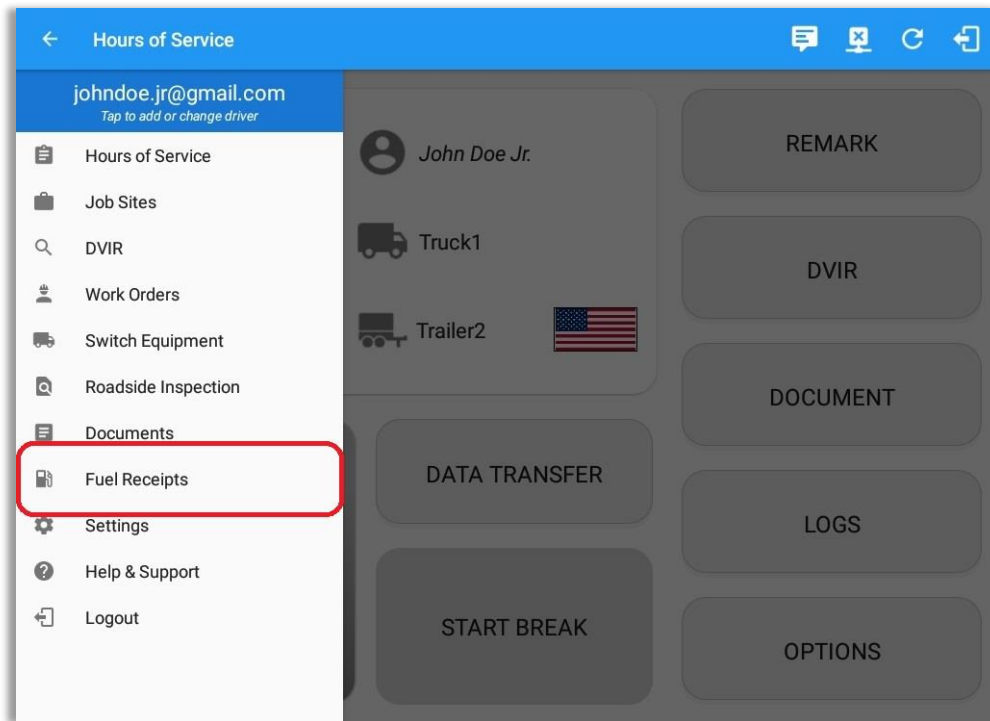 Hours of Service
johndoe.jr@gmail.com
Tap to add or change driver
Hours of Service
Job Sites
DVIR
Work Orders
Switch Equipment
Roadside Inspection
Documents
Fuel Receipts
Settings
Help & Support
Logout
John Doe Jr.
Truck1
Trailer2
DATA TRANSFER
START BREAK
REMARK
DVIR
DOCUMENT
LOGS
OPTIONS